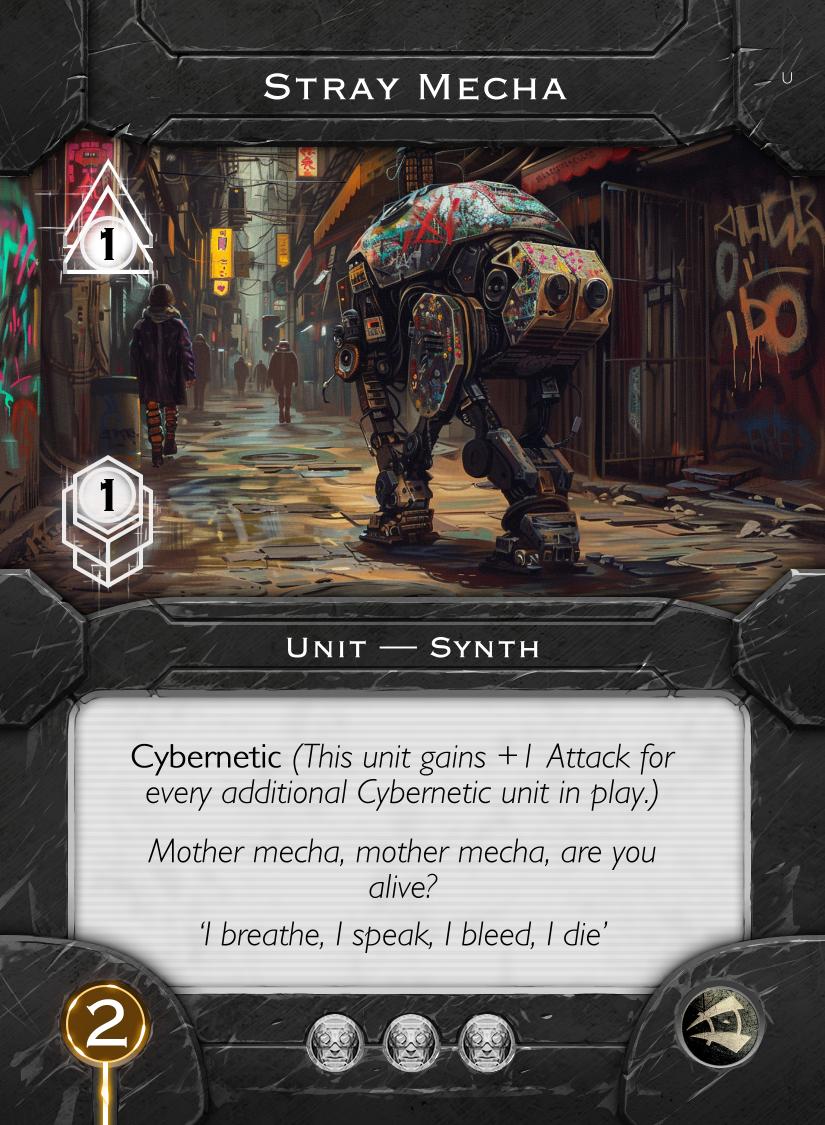 Stray Mecha
U
1
1
Unit — Synth
Cybernetic (This unit gains +1 Attack for
every additional Cybernetic unit in play.)
Mother mecha, mother mecha, are you
alive?
‘I breathe, I speak, I bleed, I die’
2